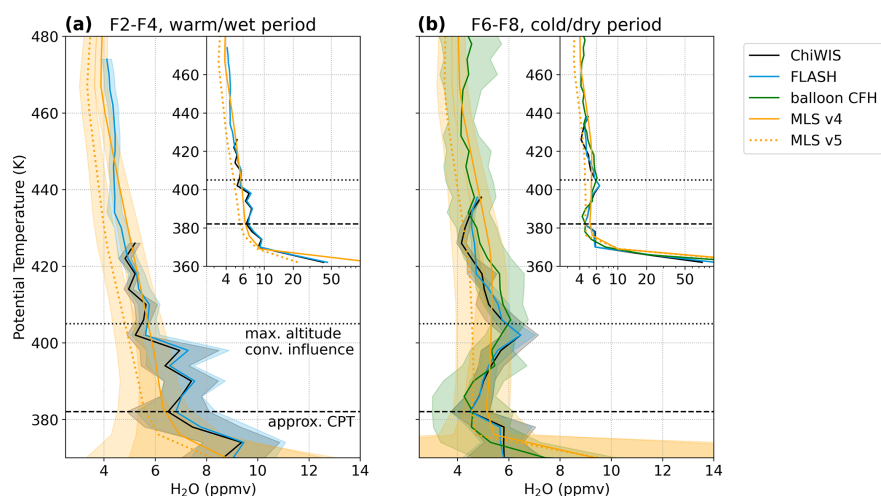 (a) F2-F4, warm/wet period
(b) F6-F8, cold/dry period
480
460
440
420
400
380
Potential Temperature (K)
460
440
420
400
380
360
4 6 10 20 50
max. altitude
conv. influence
approx. CPT
4 6 8 10 12 14
H₂O (ppmv)
460
440
420
400
380
360
4 6 10 20 50
4 6 8 10 12 14
H₂O (ppmv)
ChiWIS
FLASH
balloon CFH
MLS v4
MLS v5